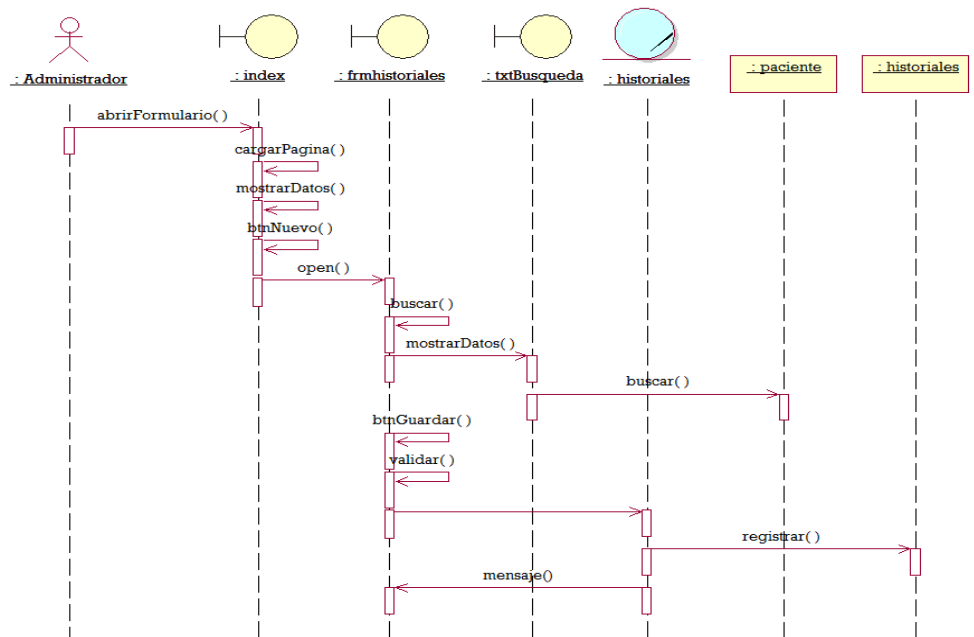 : Administrador
: index
: frmhistoriales
: txtBusqueda
: historiales
: paciente
: historiales
abrirFormulario( )
cargarPagina( )
mostrarDatos( )
btnNuevo( )
open( )
buscar( )
mostrarDatos( )
buscar( )
btnGuardar( )
validar( )
registrar( )
mensaje()